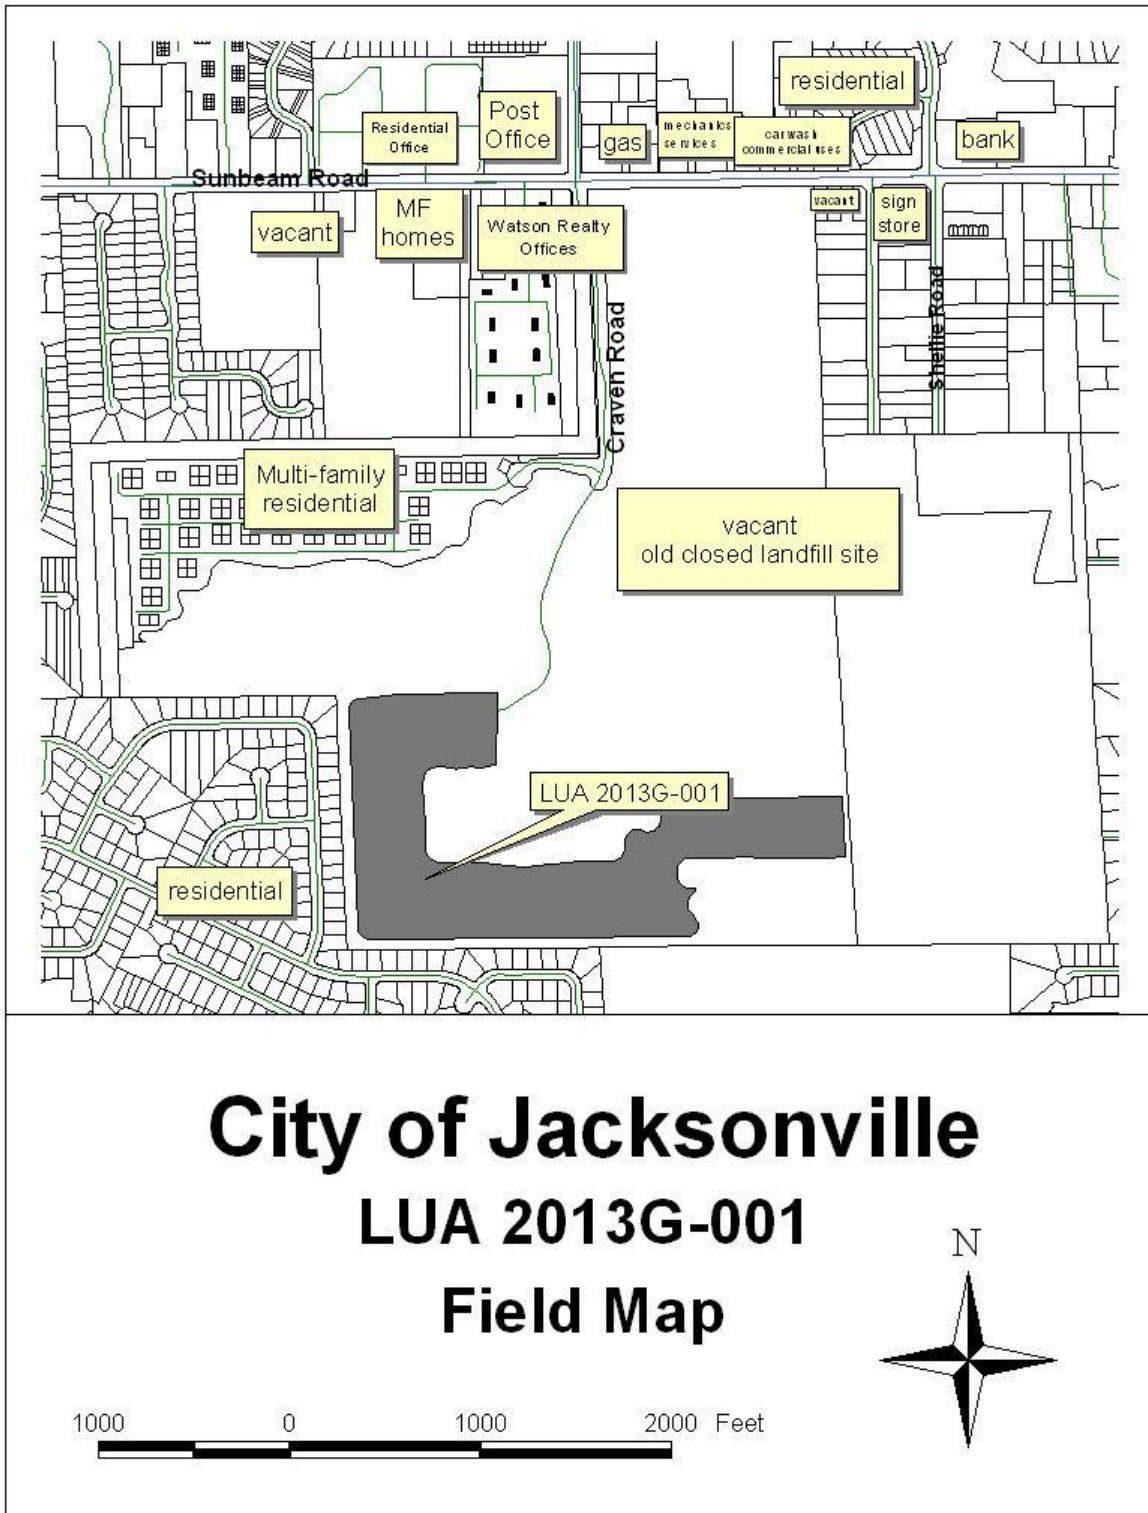 residential
Post
Office
Residential
Office
gas
mechanics
services
carwash
commercial uses
bank
Sunbeam Road
vacant
MF
homes
Watson Realty
Offices
vacant
sign
store
Craven Road
Shellie Road
Multi-family
residential
vacant
old closed landfill site
LUA 2013G-001
residential
City of Jacksonville
LUA 2013G-001
Field Map
N
1000 0 1000 2000 Feet